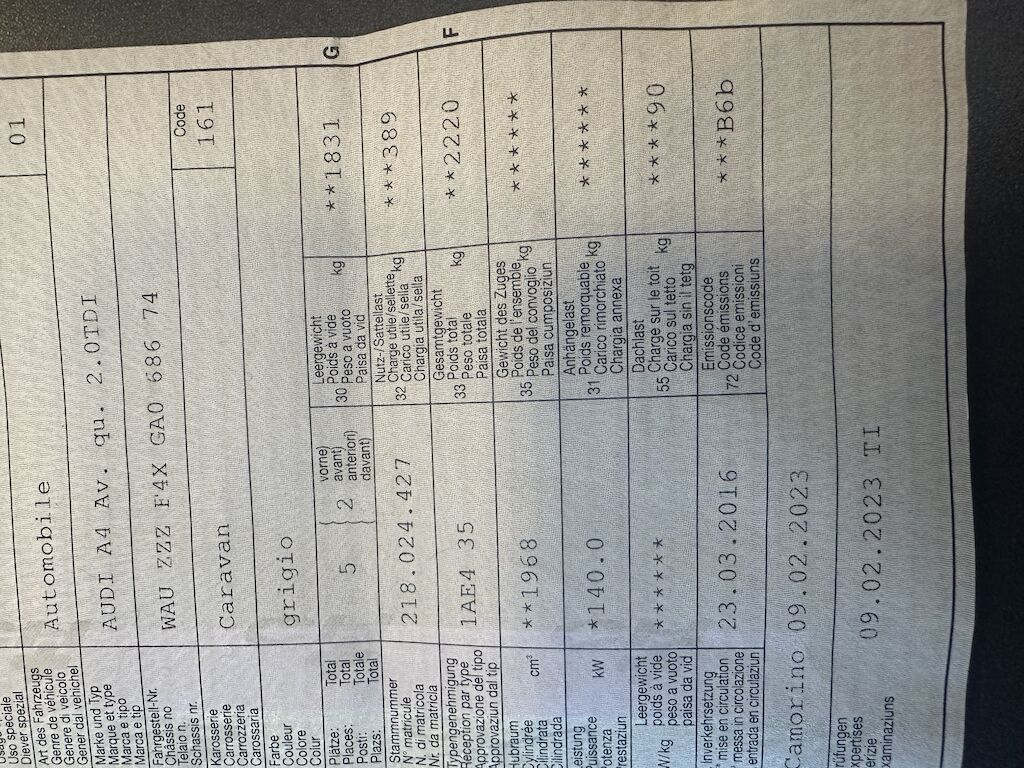 Uso speciale
Diever spezial
01
Art des Fahrzeugs
Genre de véhicule
Genere di veicolo
Gener dal vehichel
Automobile
Marke und Typ
Marque et type
Marca e tipo
Marca e tip
AUDI A4 Av. qu. 2.0TDI
Fahrgestell-Nr.
Châssis no
Telaio n.
Schassis nr.
WAU ZZZ F4X GA0 686 74
Karosserie
Carrosserie
Carrozzeria
Carossaria
Caravan
Code
161
Farbe
Couleur
Colore
Colur
grigio
Plätze: Total
Places: Total
Posti: Totale
Plazs: Total
5
2
vorne)
avant)
anteriori)
davant)
Leergewicht
Poids à vide
30 Peso a vuoto kg
Paisa da vid
**1831
G
Stammnummer
N° matricule
N. di matricola
Nr. da matricla
218.024.427
Nutz-/Sattellast
Charge utile/sellette
32 Carico utile/sella kg
Chargia utila/sella
***389
Typengenehmigung
Réception par type
Approvazione del tipo
Approvaziun dal tip
1AE4 35
Gesamtgewicht
Poids total
33 Peso totale kg
Paisa totala
**2220
F
Hubraum
Cylindrée
Cilindrata
Cilindrada
cm³
**1968
Gewicht des Zuges
Poids de l'ensemble
35 Peso del convoglio kg
Paisa cumposiziun
******
Leistung
Puissance
Potenza
Prestaziun
kW
*140.0
Anhängelast
Poids remorquable
31 Carico rimorchiato kg
Chargia annexa
******
W/kg
Leergewicht
poids à vide
peso a vuoto
paisa da vid
******
Dachlast
Charge sur le toit
55 Carico sul tetto kg
Chargia sin il tetg
****90
. Inverkehrsetzung
* mise en circulation
* messa in circolazione
. entrada en circulaziun
23.03.2016
Emissionscode
Code émissions
72 Codice emissioni
Code d'emissiuns
***B6b
Camorino 09.02.2023
Prüfungen
Expertises
Perizie
Examinaziuns
09.02.2023 TI